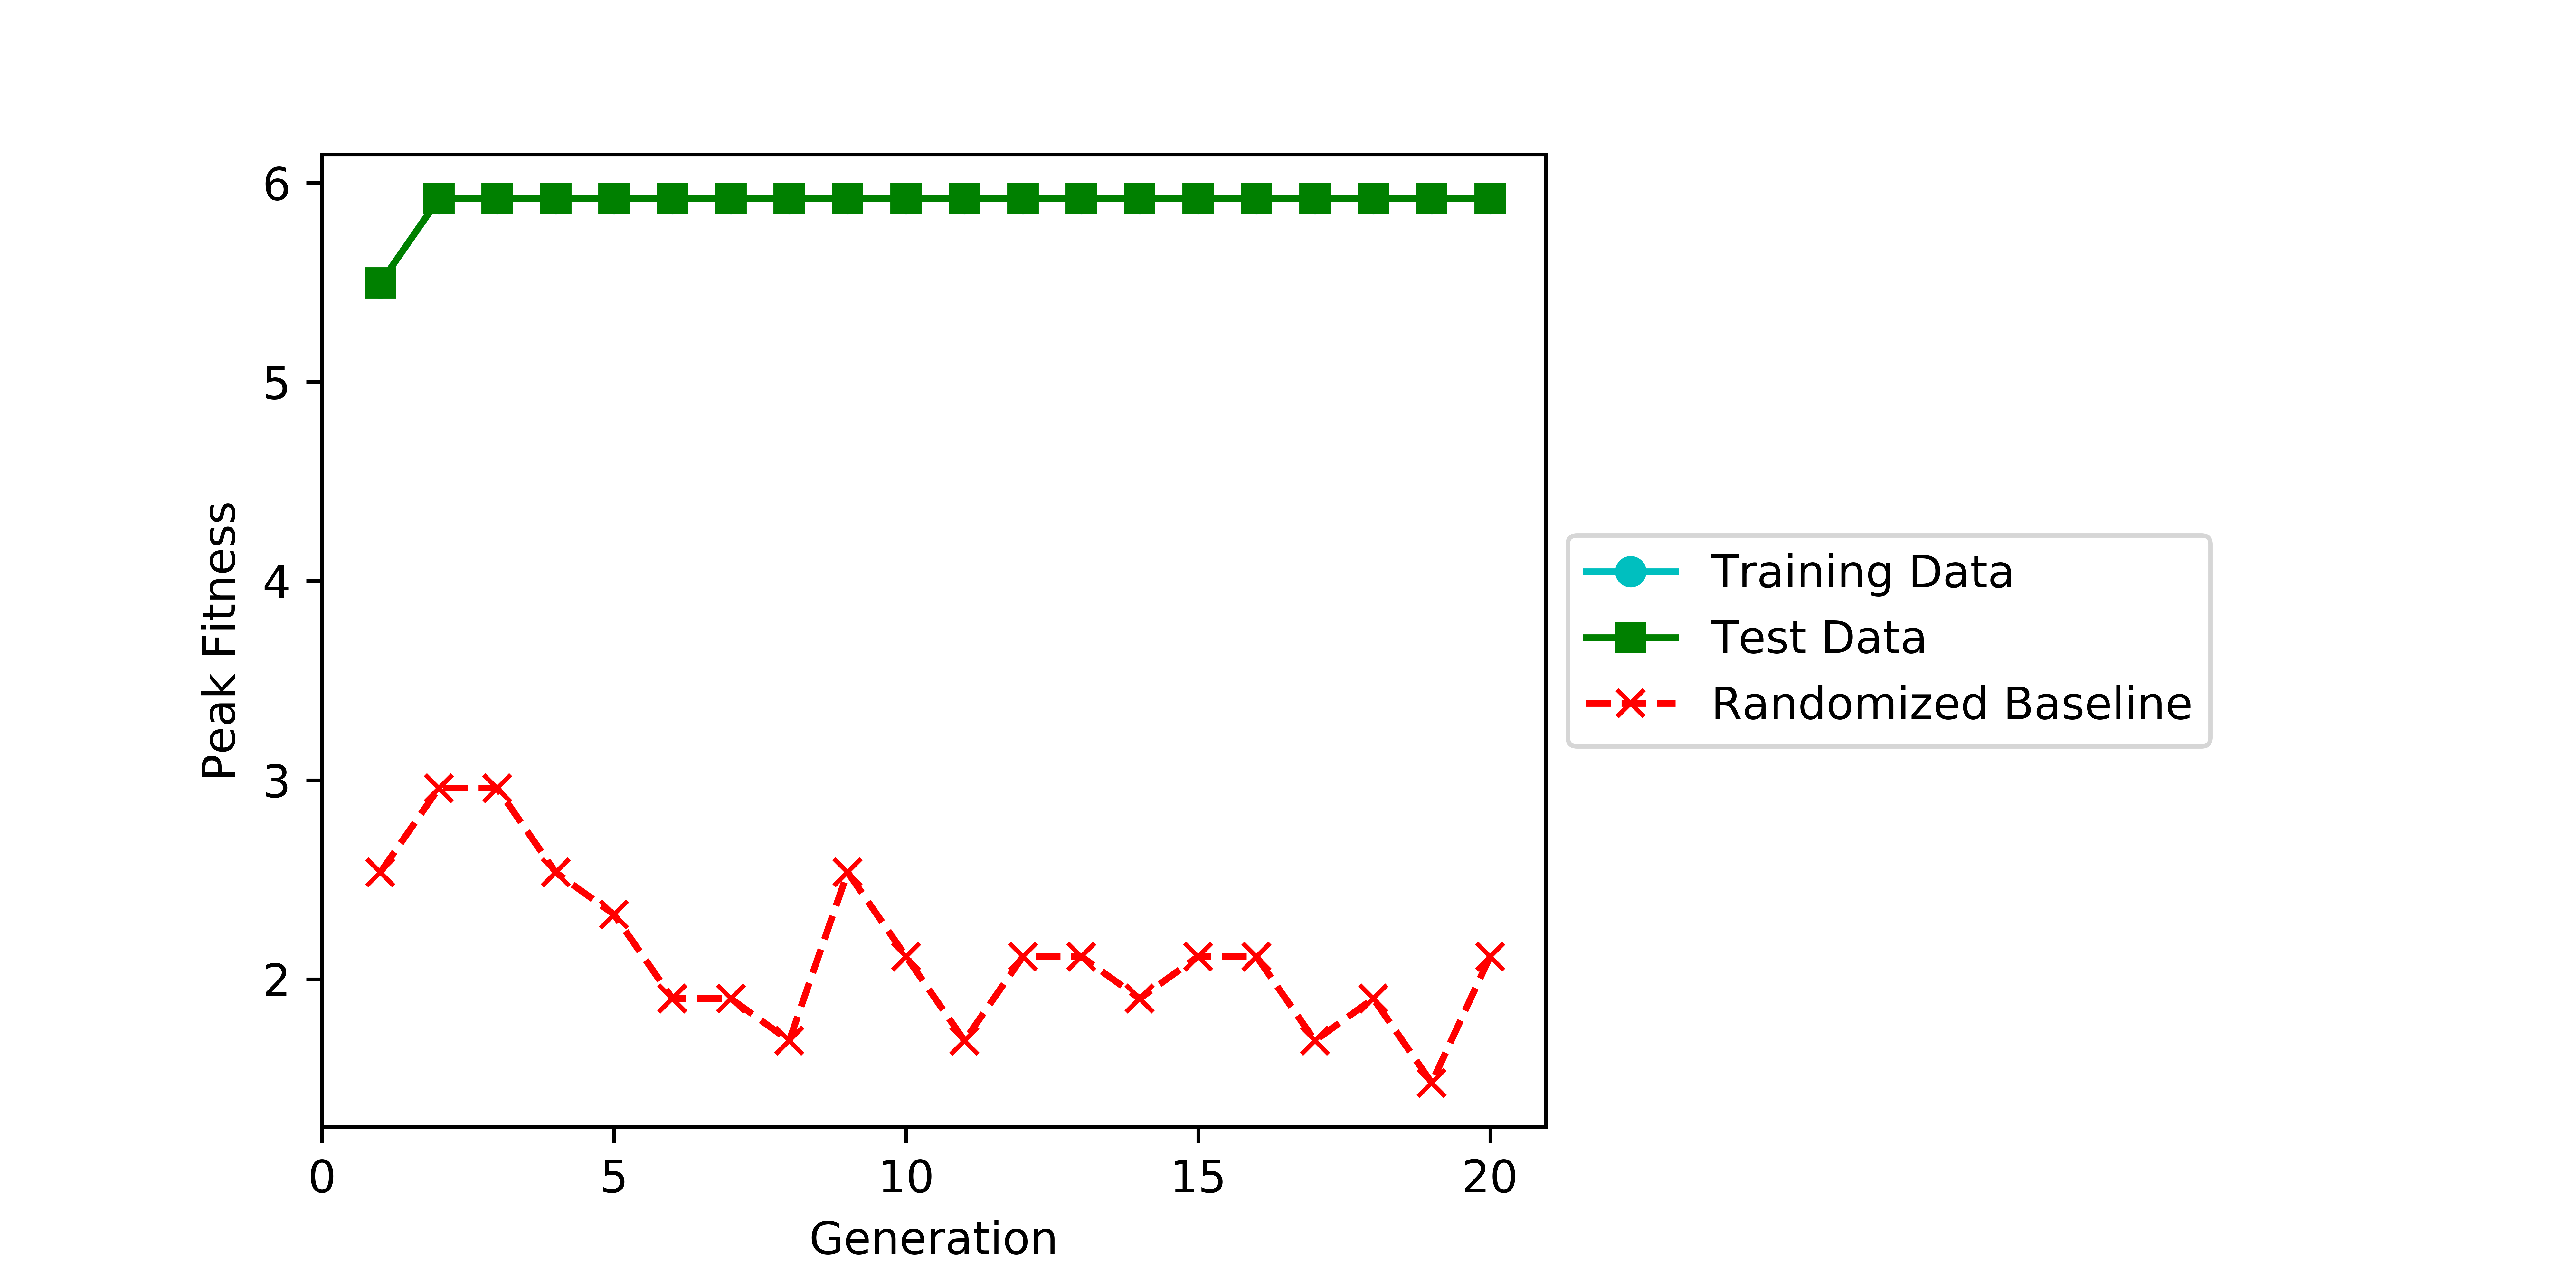 6
5
4
3
2
Peak Fitness
0 5 10 15 20
Generation
Training Data
Test Data
Randomized Baseline